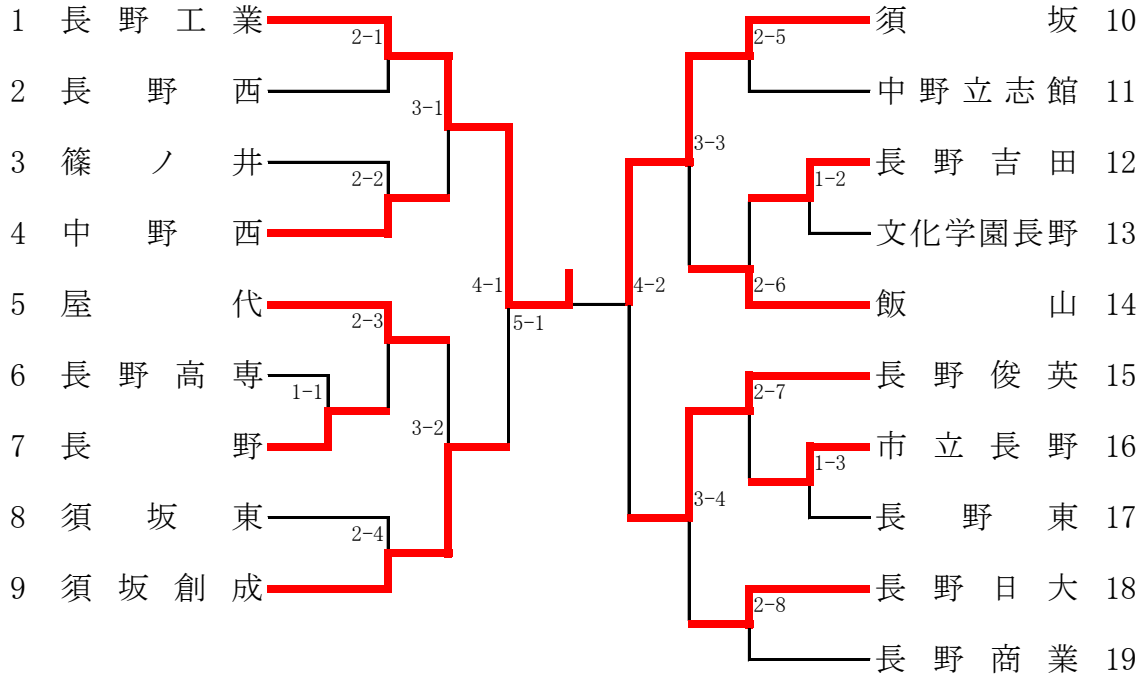 1 長野工業
2 長野西
3 篠ノ井
4 中野西
5 屋代
6 長野高専
7 長野
8 須坂東
9 須坂創成
2-1
2-2
2-3
1-1
2-4
3-1
3-2
4-1
5-1
4-2
3-3
3-4
2-5
1-2
2-6
2-7
1-3
2-8
須坂 10
中野立志館 11
長野吉田 12
文化学園長野 13
飯山 14
長野俊英 15
市立長野 16
長野東 17
長野日大 18
長野商業 19